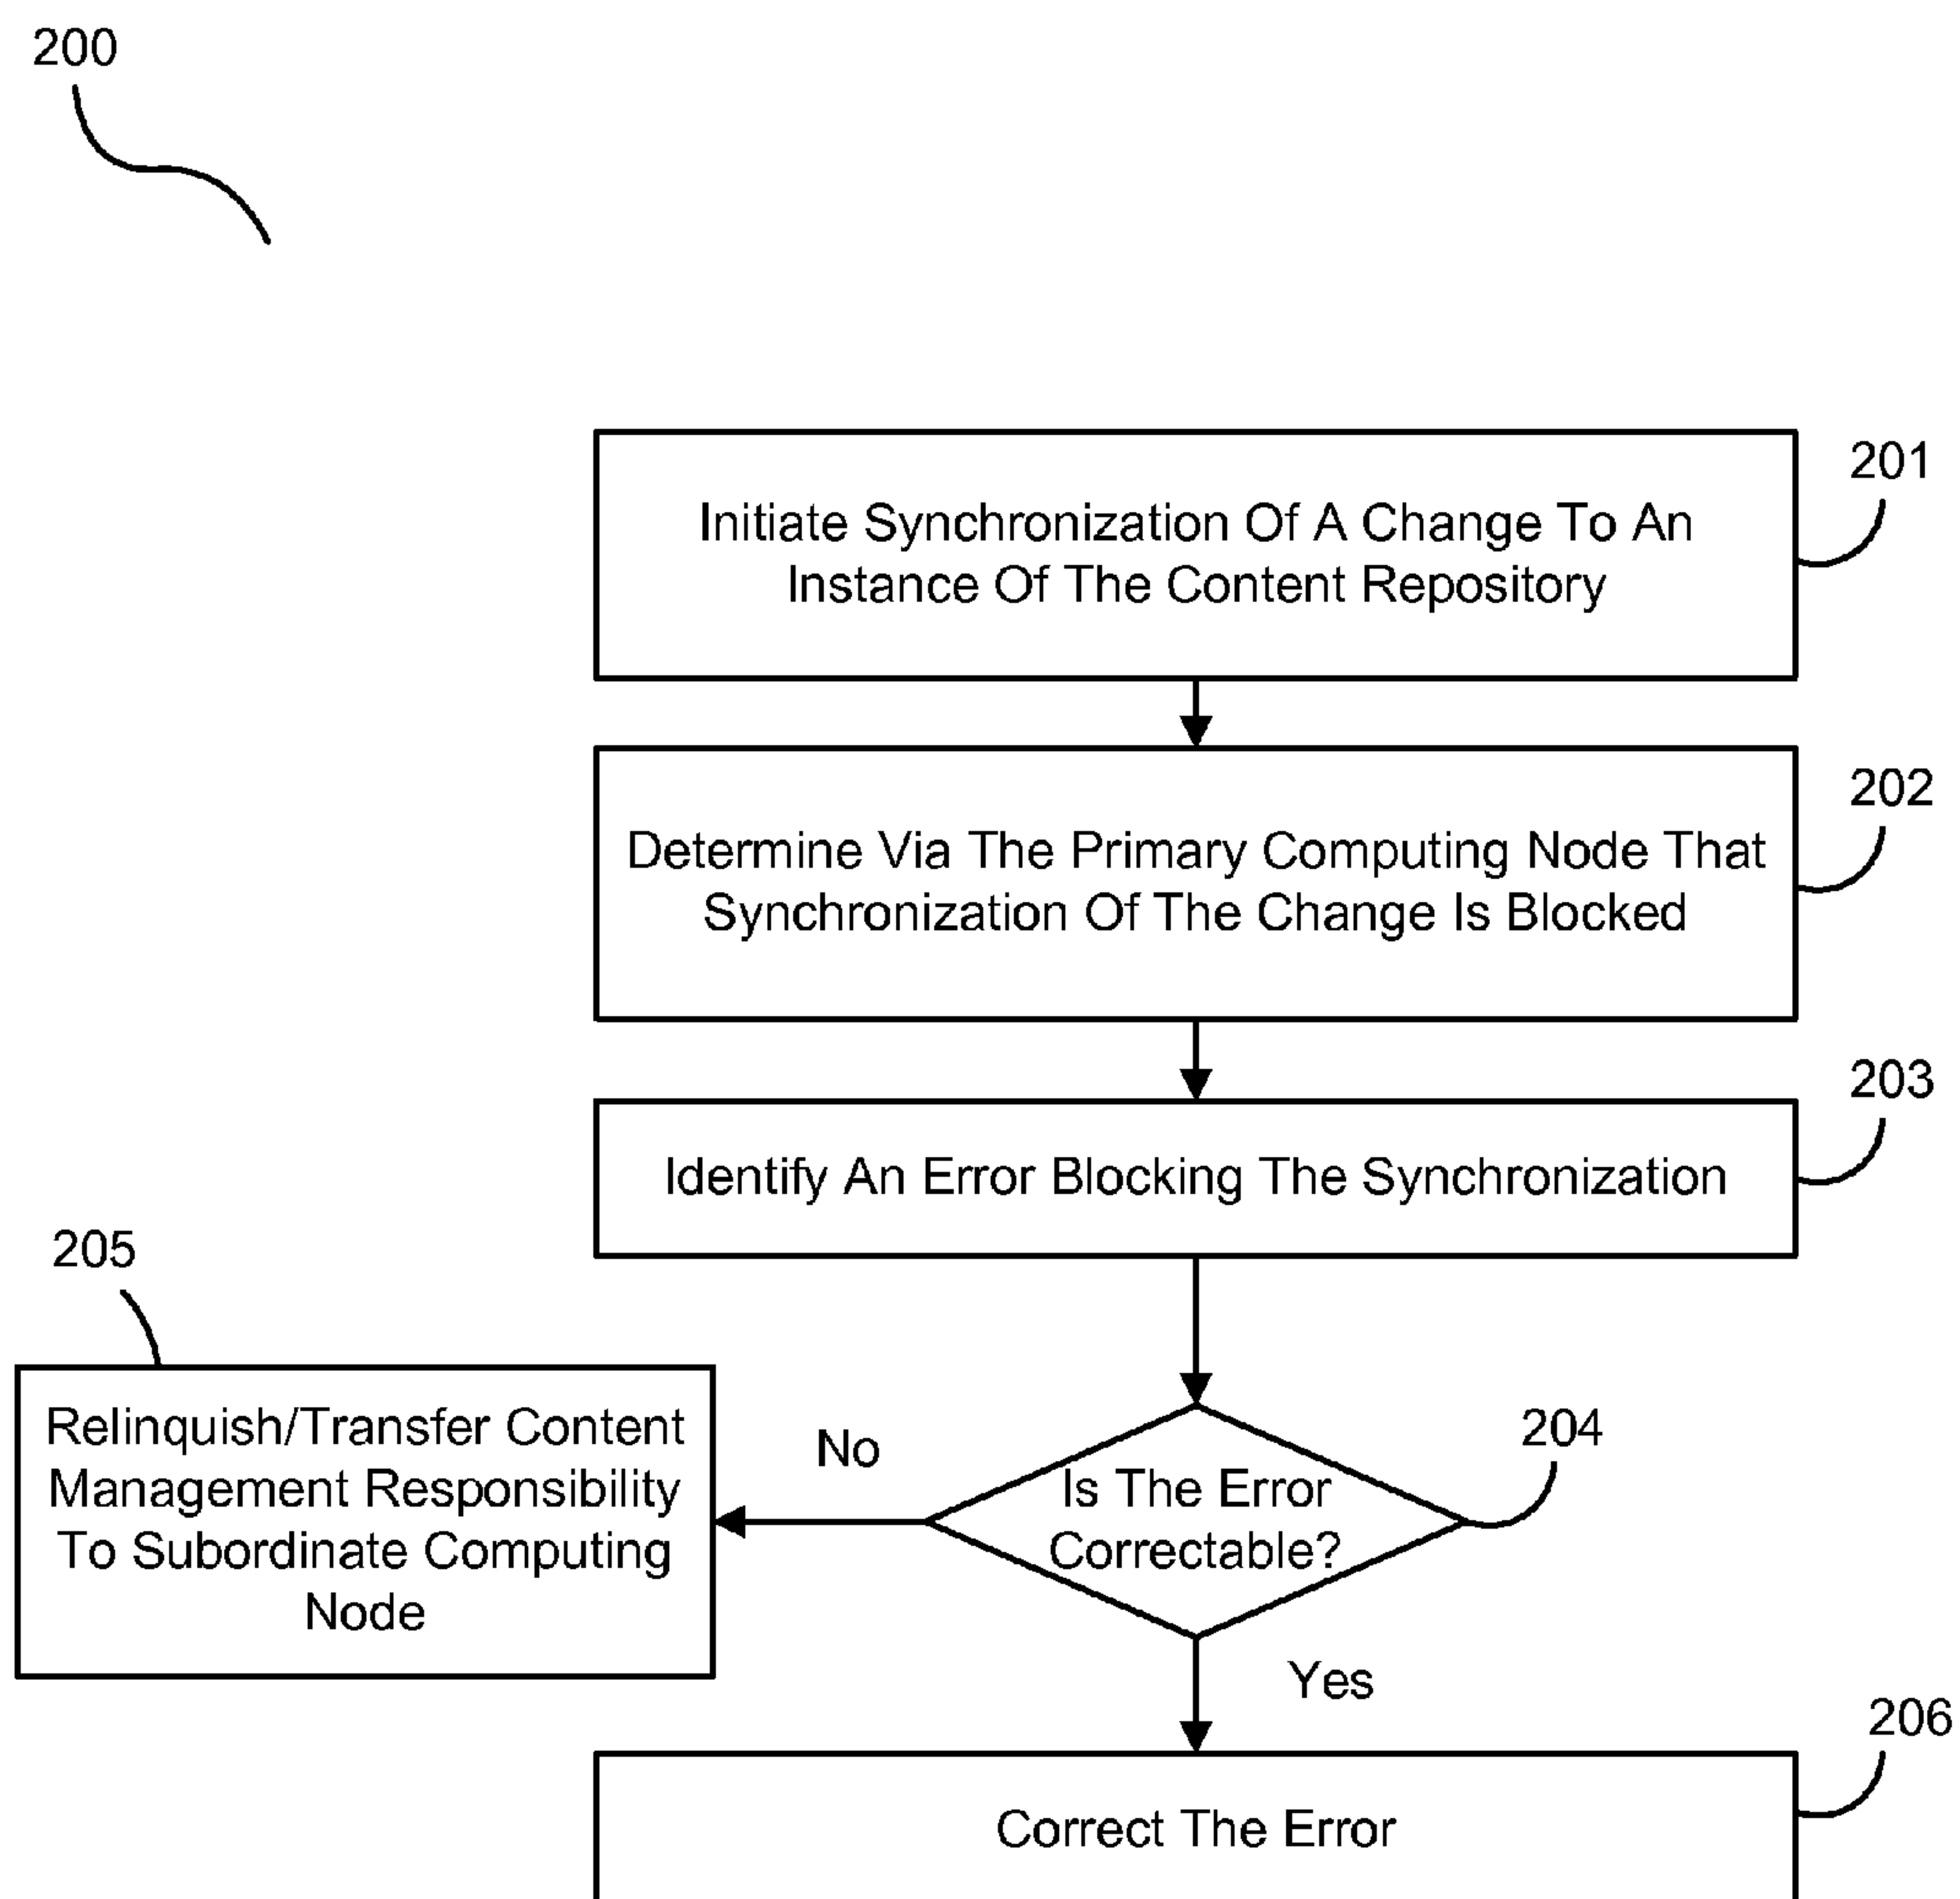 200
201
Initiate Synchronization Of A Change To An
Instance Of The Content Repository
202
Determine Via The Primary Computing Node That
Synchronization Of The Change Is Blocked
203
Identify An Error Blocking The Synchronization
205
Relinquish/Transfer Content
Management Responsibility
To Subordinate Computing
Node
No
204
Is The Error
Correctable?
Yes
206
Correct The Error